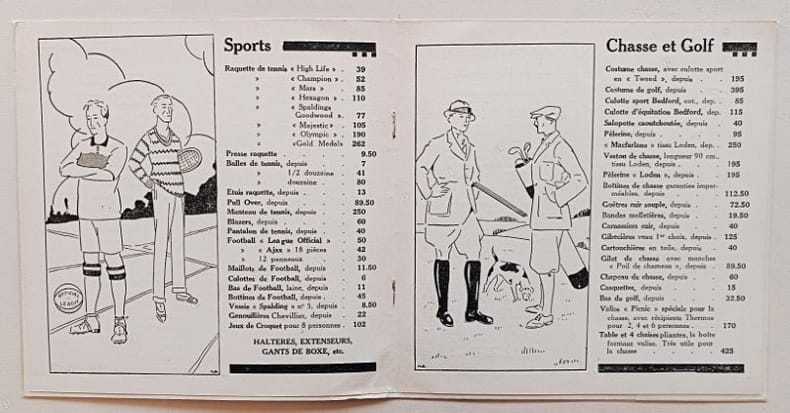 Sports
Raquette de tennis « High Life » . 39
» « Champion » . 52
» « Mars » . 85
» « Hexagon » . 110
» « Spalding
Goodwood ». 77
» « Majestic » . 105
» « Olympic » . 190
» «Gold Medal» 262
Presse raquette . . . . 9.50
Balles de tennis, depuis . . 7
» 1/2 douzaine 41
» douzaine . 80
Etuis raquette, depuis . . 13
Pull Over, depuis . . 89.50
Manteau de tennis, depuis . 250
Blazers, depuis . . . 60
Pantalon de tennis, depuis . 40
Football « League Official » 50
» « Ajax » 18 pièces . 42
» 12 panneaux . 30
Maillots de Football, depuis . 11.50
Culottes de Football, depuis 6
Bas de Football, laine, depuis 11
Bottines de Football, depuis . 45
Vessie « Spalding » n° 5, depuis . 8.50
Genouillères Chevillier, depuis . 22
Jeux de Croquet pour 8 personnes . 102
HALTERES, EXTENSEURS,
GANTS DE BOXE, etc.
OFFICIAL
LEAGUE
Chasse et Golf
Costume chasse, avec culotte sport
en « Tweed », depuis . . 195
Costume de golf, depuis . . 395
Culotte sport Bedford, cot., dep. . 85
Culotte d'équitation Bedford, dep. 115
Salopette caoutchoutée, depuis . 40
Pèlerine, depuis . . . 95
« Macfarlane » tissu Loden, dep. . 250
Veston de chasse, longueur 90 cm.,
tissu Loden, depuis . . . 195
Pèlerine « Loden », depuis . 195
Bottines de chasse garanties imper-
méables, depuis . . . 112.50
Guêtres cuir souple, depuis . 72.50
Bandes molletières, depuis . 19.50
Carnassiers cuir, depuis . 40
Gibecières veau 1er choix, depuis . 125
Cartouchières en toile, depuis . 40
Gilet de chasse avec manches
« Poil de chameau », depuis . 89.50
Chapeau de chasse, depuis . 60
Casquettes, depuis . . 15
Bas de golf, depuis . . 32.50
Valise « Picnic » spéciale pour la
chasse, avec récipients Thermos
pour 2, 4 et 6 personnes . . 170
Table et 4 chaises pliantes, la boîte
formant valise. Très utile pour
la chasse . . . . 425